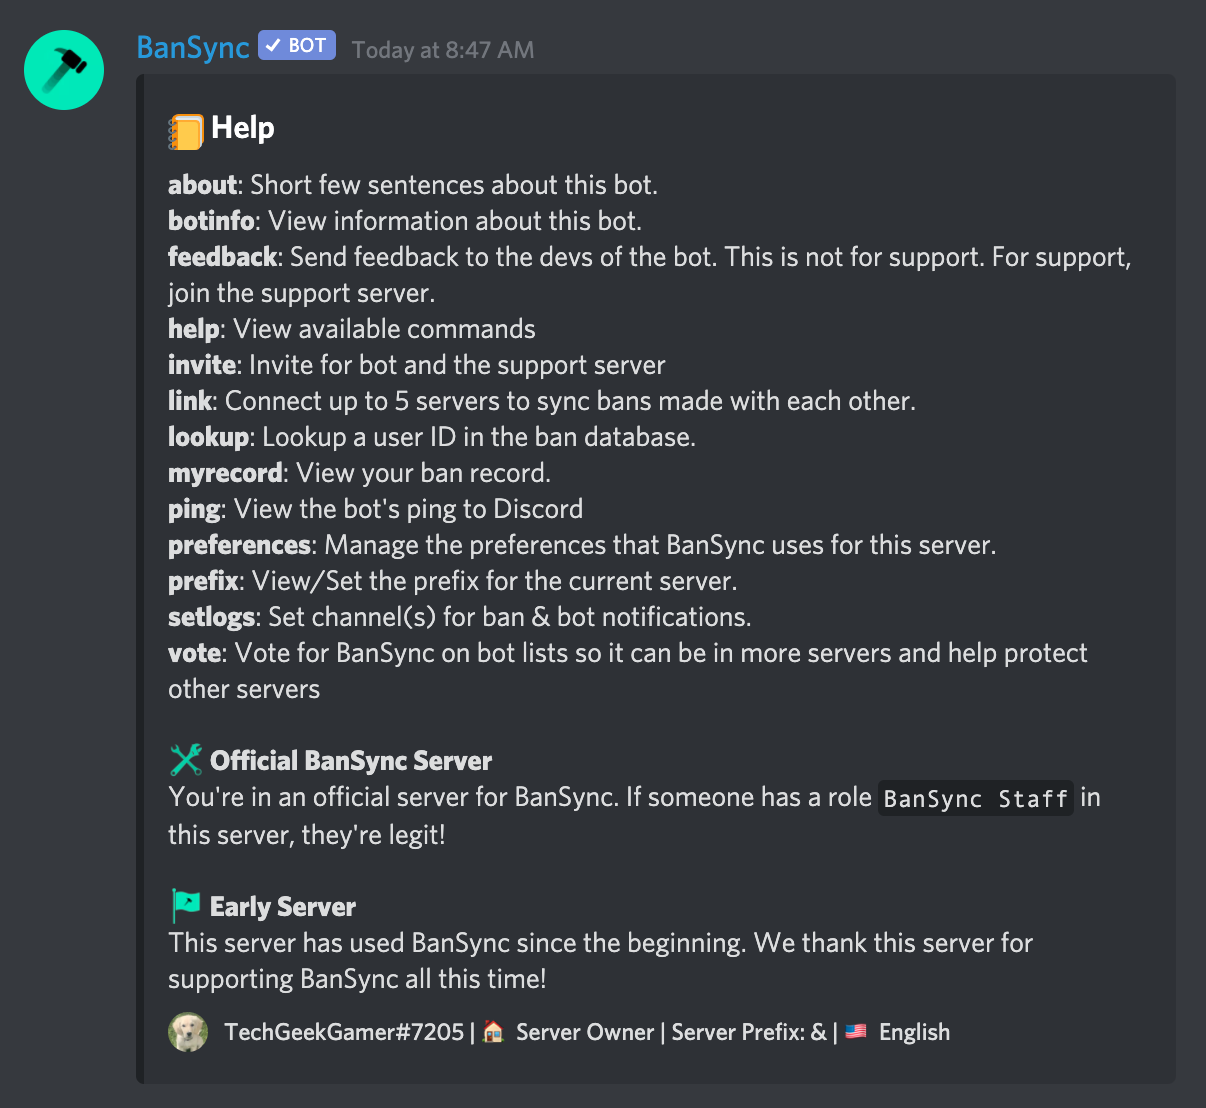 BanSync ✓ BOT Today at 8:47 AM
Help
about: Short few sentences about this bot.
botinfo: View information about this bot.
feedback: Send feedback to the devs of the bot. This is not for support. For support,
join the support server.
help: View available commands
invite: Invite for bot and the support server
link: Connect up to 5 servers to sync bans made with each other.
lookup: Lookup a user ID in the ban database.
myrecord: View your ban record.
ping: View the bot's ping to Discord
preferences: Manage the preferences that BanSync uses for this server.
prefix: View/Set the prefix for the current server.
setlogs: Set channel(s) for ban & bot notifications.
vote: Vote for BanSync on bot lists so it can be in more servers and help protect
other servers
Official BanSync Server
You're in an official server for BanSync. If someone has a role BanSync Staff in
this server, they're legit!
Early Server
This server has used BanSync since the beginning. We thank this server for
supporting BanSync all this time!
TechGeekGamer#7205 | 🏠 Server Owner | Server Prefix: & | 🇺🇸 English